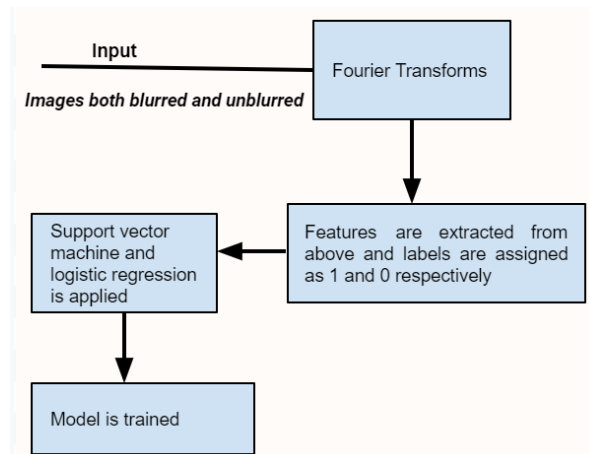 Input
Fourier Transforms
Images both blurred and unblurred
Features are extracted from
above and labels are assigned
as 1 and 0 respectively
Support vector
machine and
logistic regression
is applied
Model is trained